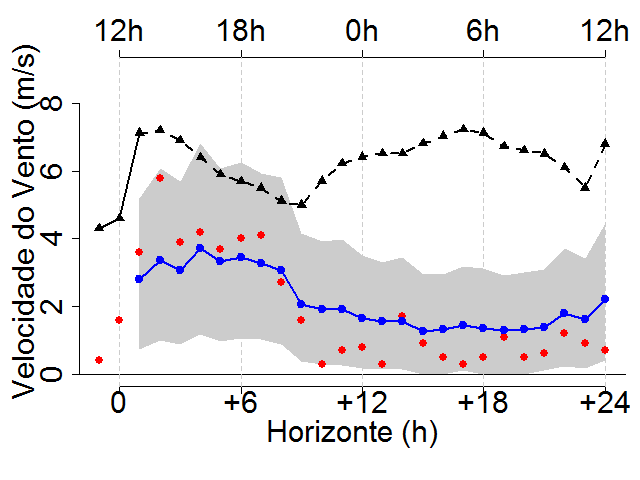 12h 18h 0h 6h 12h
Velocidade do Vento (m/s)
8
6
4
2
0
0 +6 +12 +18 +24
Horizonte (h)